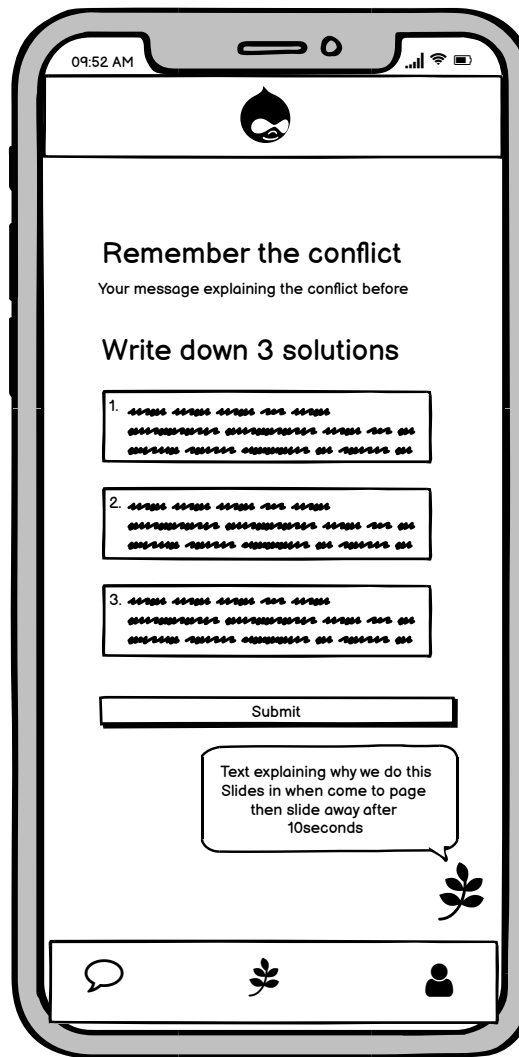 09:52 AM
Remember the conflict
Your message explaining the conflict before
Write down 3 solutions
1.
2.
3.
Submit
Text explaining why we do this
Slides in when come to page
then slide away after
10seconds